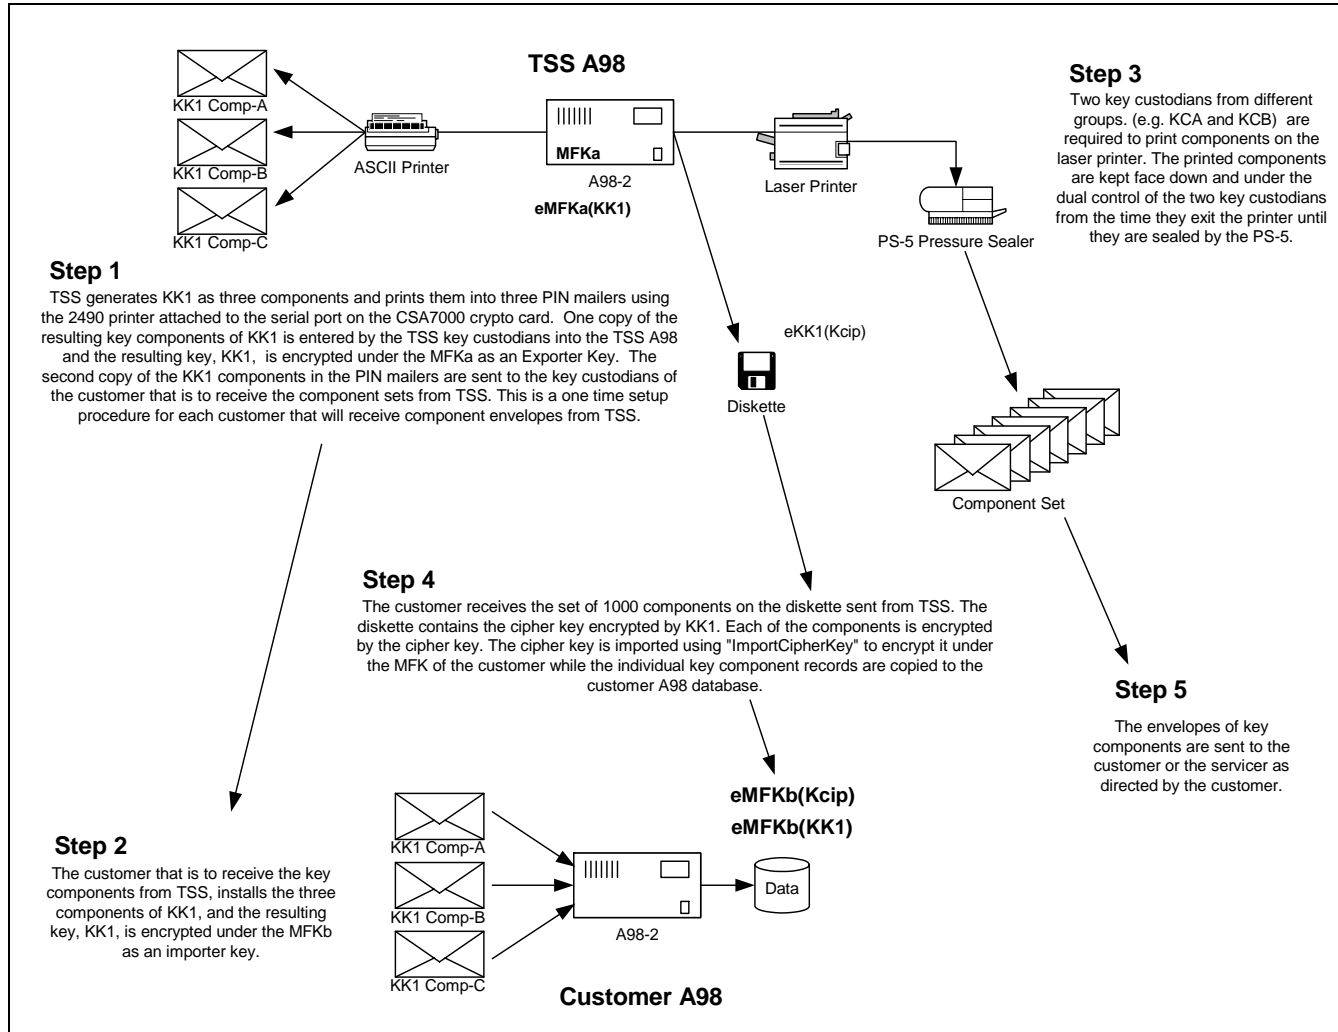 TSS A98
KK1 Comp-A
KK1 Comp-B
KK1 Comp-C
ASCII Printer
MFKa
A98-2
eMFKa(KK1)
Laser Printer
PS-5 Pressure Sealer
Step 3
Two key custodians from different
groups. (e.g. KCA and KCB) are
required to print components on the
laser printer. The printed components
are kept face down and under the
dual control of the two key custodians
from the time they exit the printer until
they are sealed by the PS-5.
Step 1
TSS generates KK1 as three components and prints them into three PIN mailers using
the 2490 printer attached to the serial port on the CSA7000 crypto card. One copy of the
resulting key components of KK1 is entered by the TSS key custodians into the TSS A98
and the resulting key, KK1, is encrypted under the MFKa as an Exporter Key. The
second copy of the KK1 components in the PIN mailers are sent to the key custodians of
the customer that is to receive the component sets from TSS. This is a one time setup
procedure for each customer that will receive component envelopes from TSS.
eKK1(Kcip)
Diskette
Component Set
Step 4
The customer receives the set of 1000 components on the diskette sent from TSS. The
diskette contains the cipher key encrypted by KK1. Each of the components is encrypted
by the cipher key. The cipher key is imported using "ImportCipherKey" to encrypt it under
the MFK of the customer while the individual key component records are copied to the
customer A98 database.
Step 5
The envelopes of key
components are sent to the
customer or the servicer as
directed by the customer.
eMFKb(Kcip)
eMFKb(KK1)
Step 2
The customer that is to receive the key
components from TSS, installs the three
components of KK1, and the resulting
key, KK1, is encrypted under the MFKb
as an importer key.
KK1 Comp-A
KK1 Comp-B
KK1 Comp-C
A98-2
Data
Customer A98